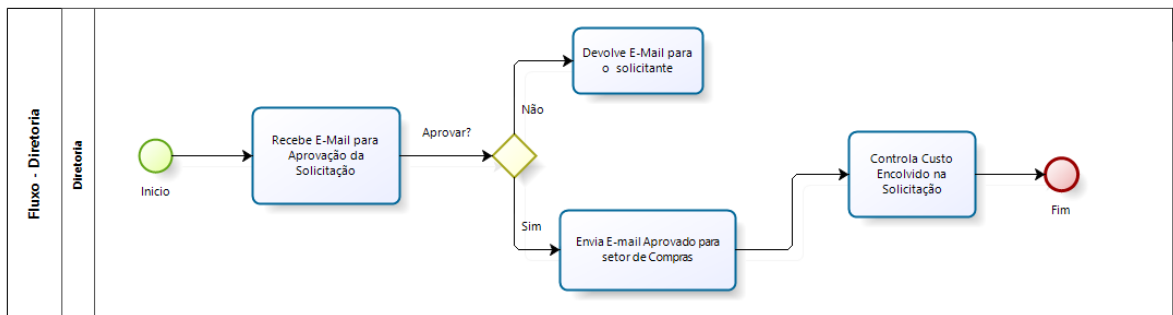 Fluxo - Diretoria
Diretoria
Inicio
Recebe E-Mail para
Aprovação da
Solicitação
Aprovar?
Não
Devolve E-Mail para
o solicitante
Sim
Envia E-mail Aprovado para
setor de Compras
Controla Custo
Encolvido na
Solicitação
Fim